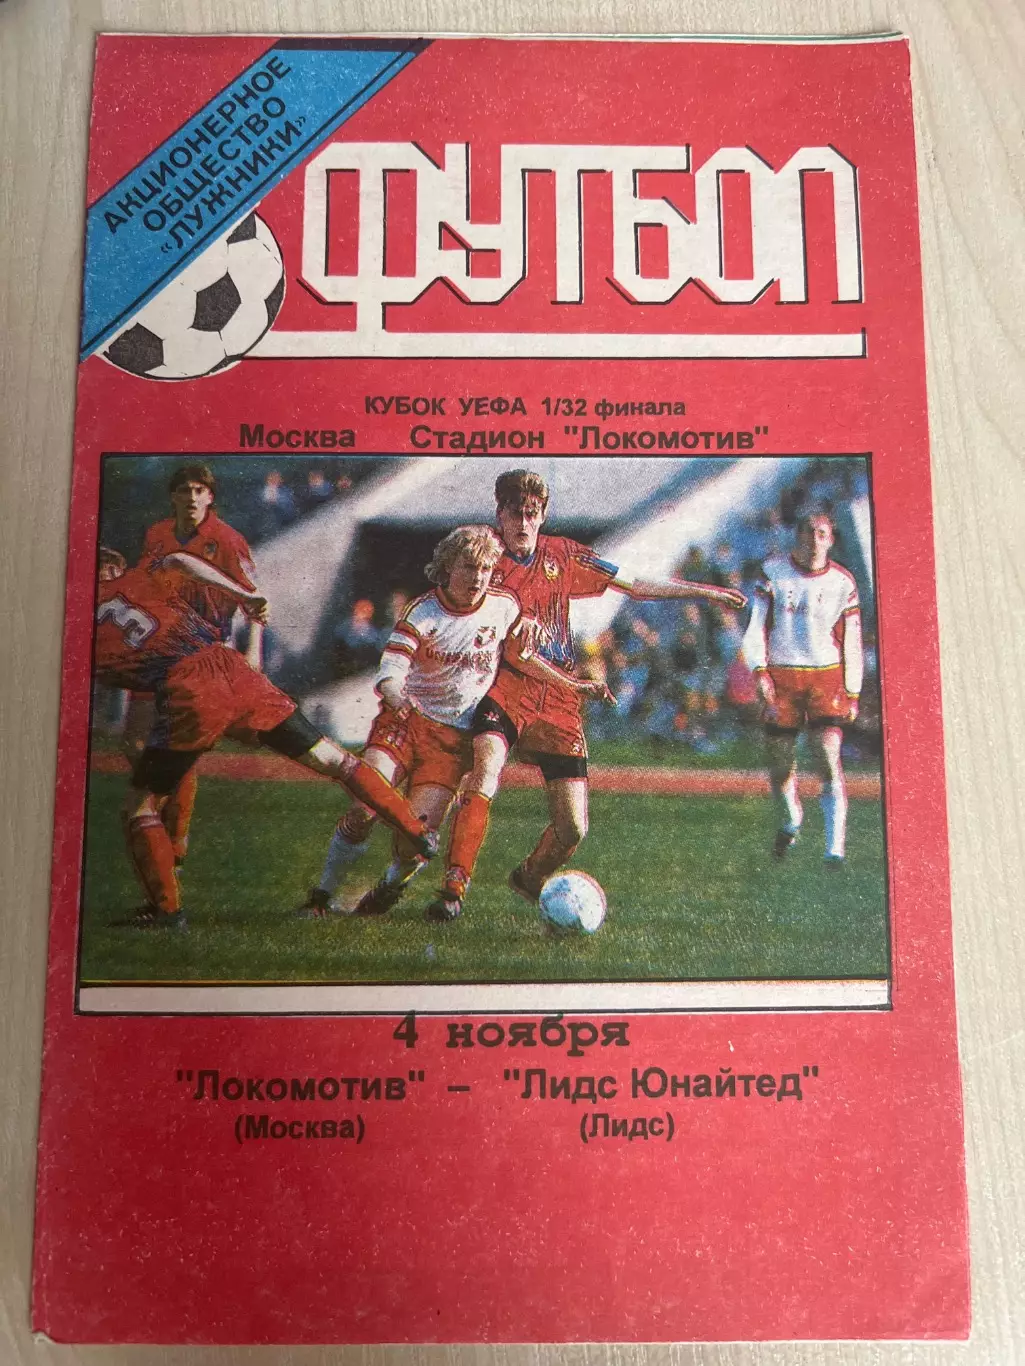 АКЦИОНЕРНОЕ
ОБЩЕСТВО
«ЛУЖНИКИ»
ФУТБОЛ
КУБОК УЕФА 1/32 финала
Москва Стадион "Локомотив"
3
4 ноября
"Локомотив" – "Лидс Юнайтед"
(Москва) (Лидс)